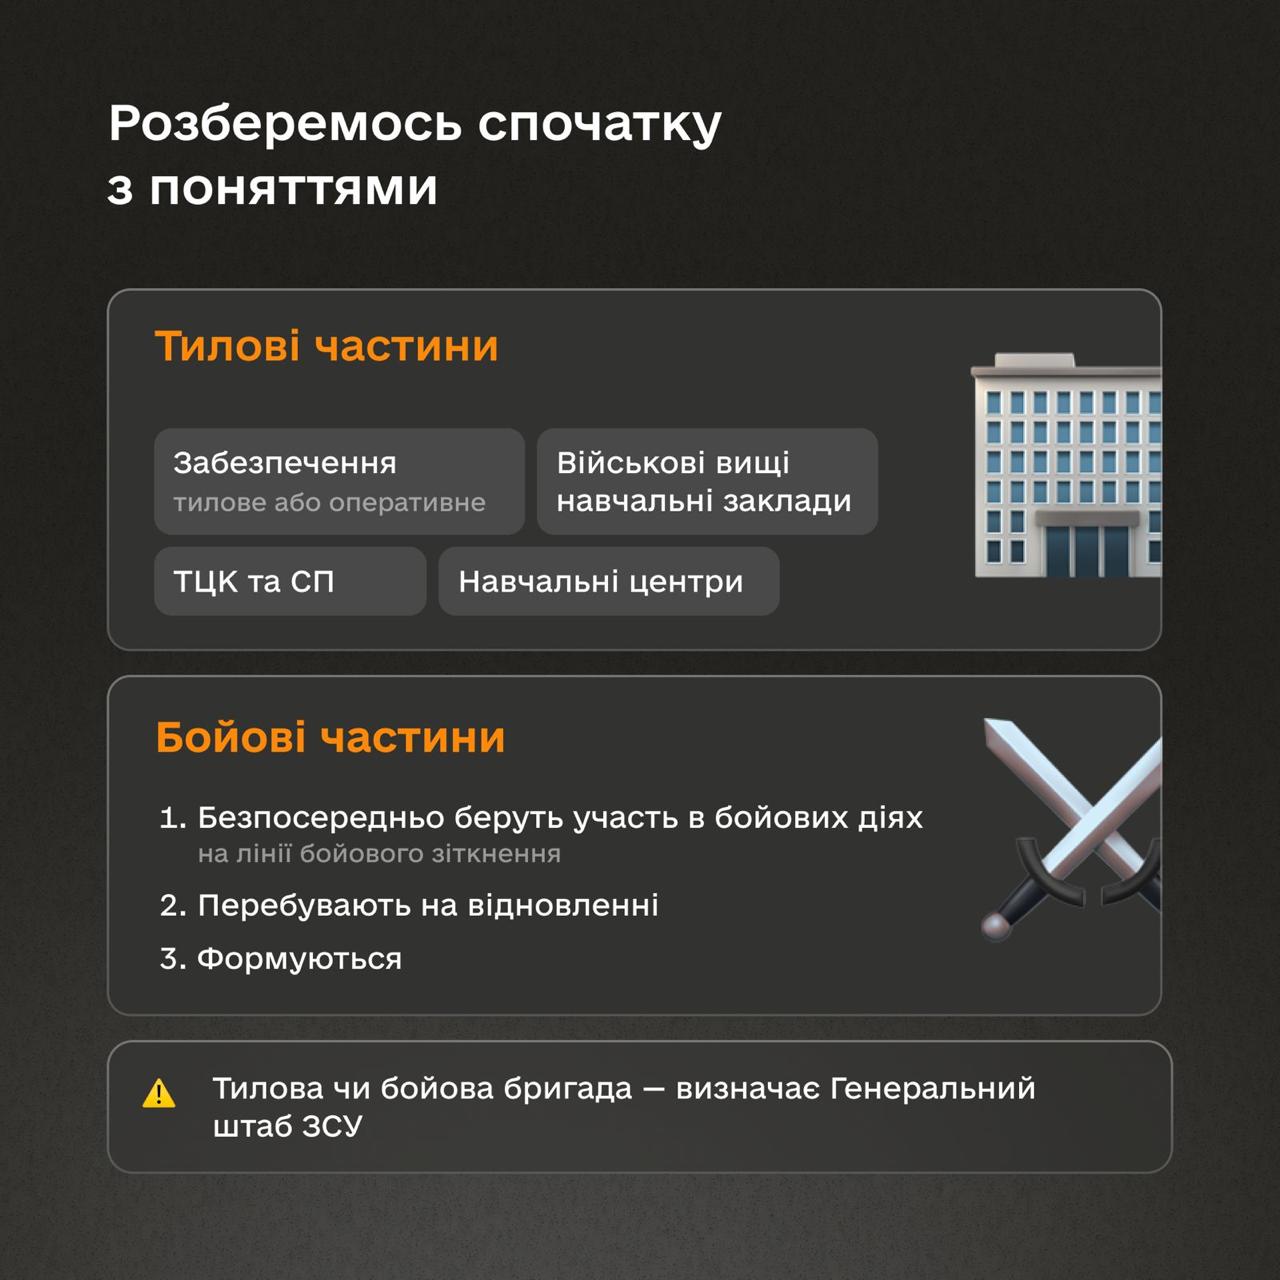 Розберемось спочатку
з поняттями
Тилові частини
Забезпечення
тилове або оперативне
Військові вищі
навчальні заклади
ТЦК та СП
Навчальні центри
Бойові частини
1. Безпосередньо беруть участь в бойових діях
на лінії бойового зіткнення
2. Перебувають на відновленні
3. Формуються
Тилова чи бойова бригада — визначає Генеральний
штаб ЗСУ